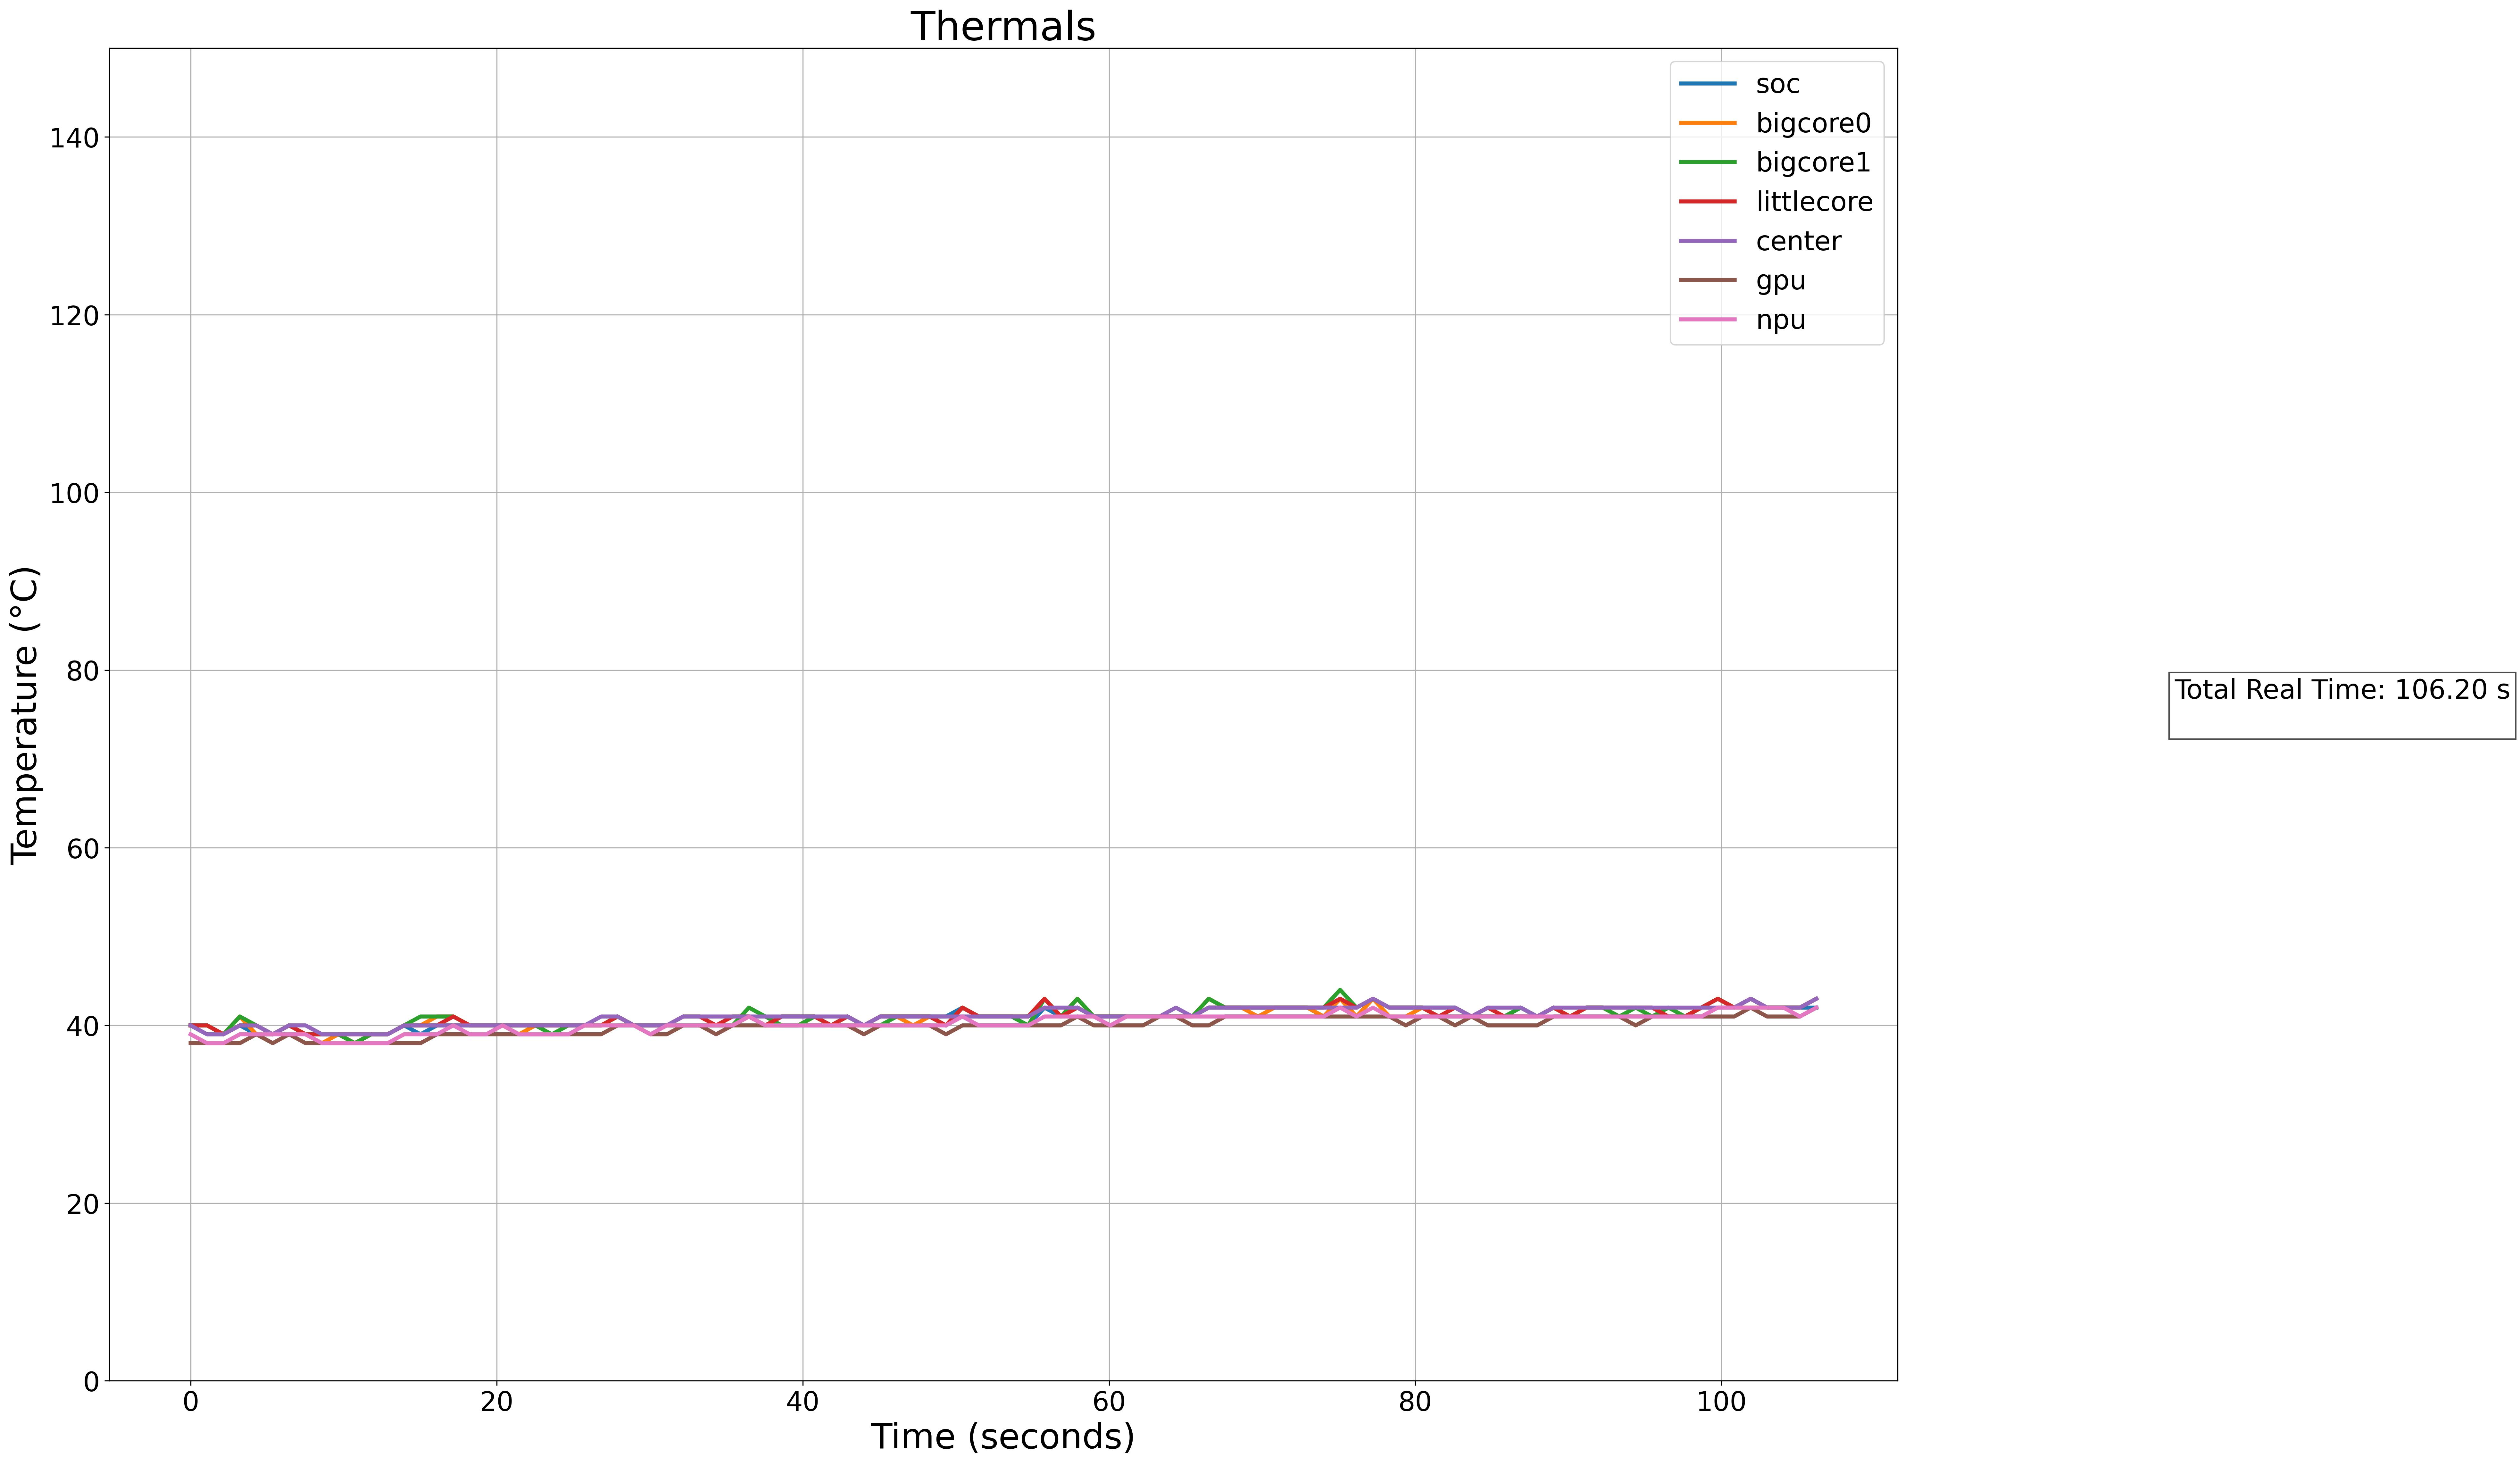 Thermals
soc
bigcore0
bigcore1
littlecore
center
gpu
npu
Temperature (°C)
140
120
100
80
60
40
20
0
0 20 40 60 80 100
Time (seconds)
Total Real Time: 106.20 s